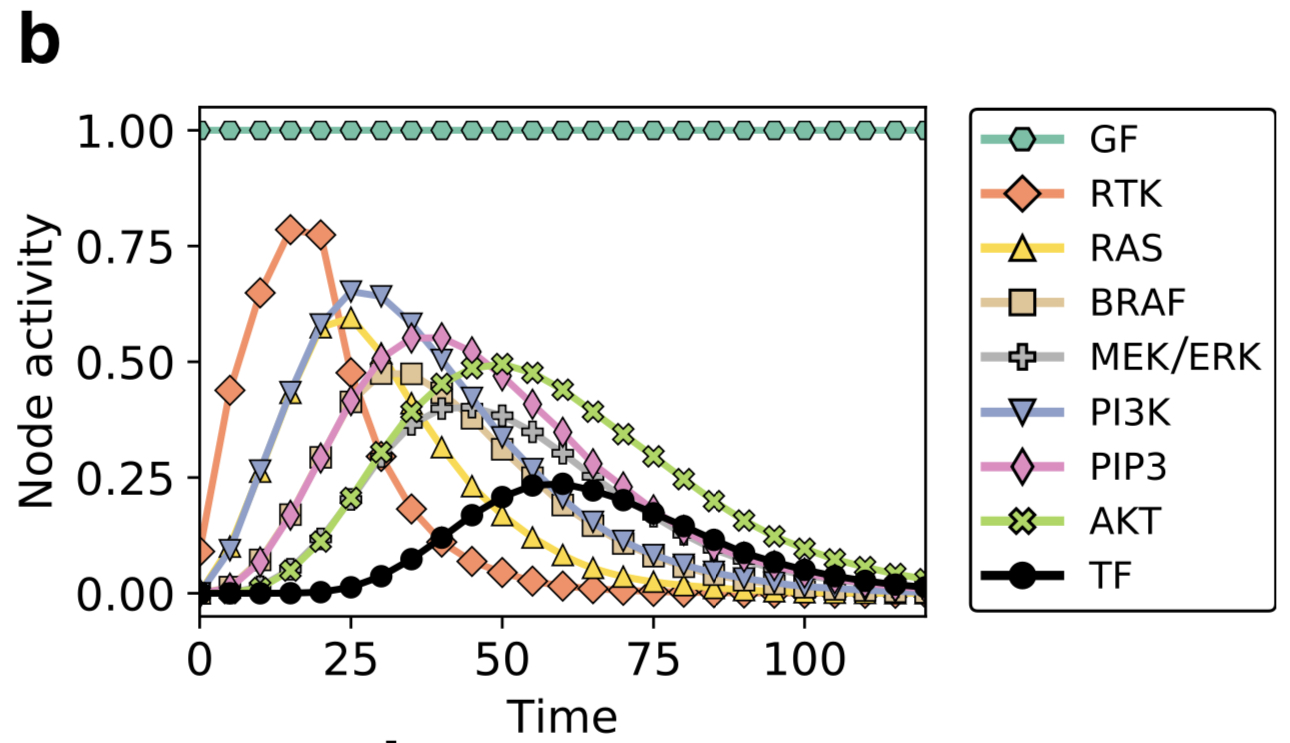 b
Node activity
1.00
0.75
0.50
0.25
0.00
0 25 50 75 100
Time
GF
RTK
RAS
BRAF
MEK/ERK
PI3K
PIP3
AKT
TF